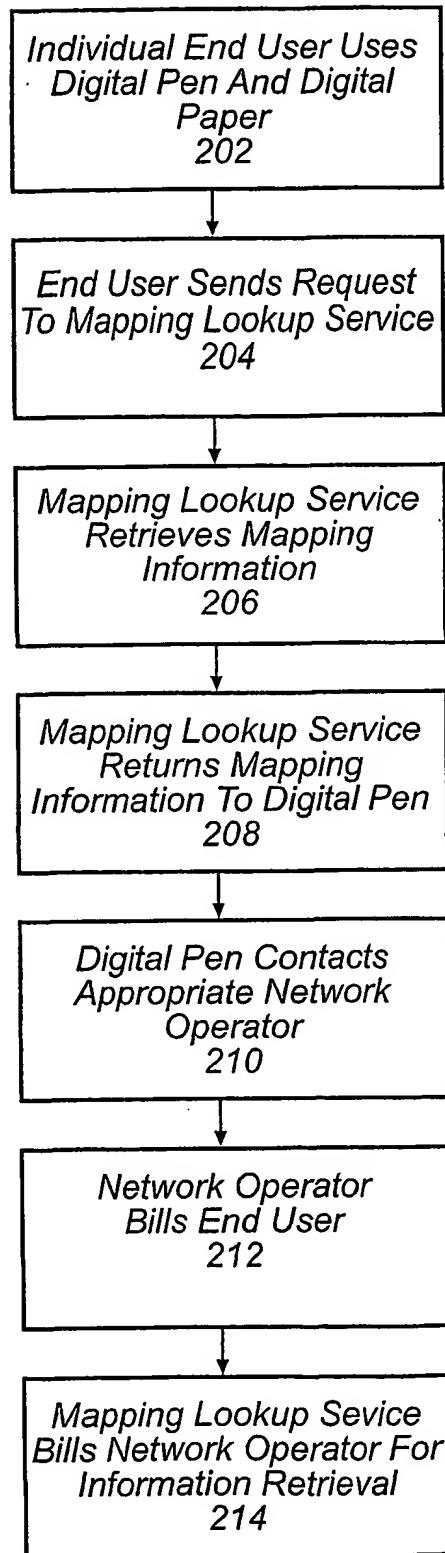 Individual End User Uses
Digital Pen And Digital
Paper
202
End User Sends Request
To Mapping Lookup Service
204
Mapping Lookup Service
Retrieves Mapping
Information
206
Mapping Lookup Service
Returns Mapping
Information To Digital Pen
208
Digital Pen Contacts
Appropriate Network
Operator
210
Network Operator
Bills End User
212
Mapping Lookup Sevice
Bills Network Operator For
Information Retrieval
214